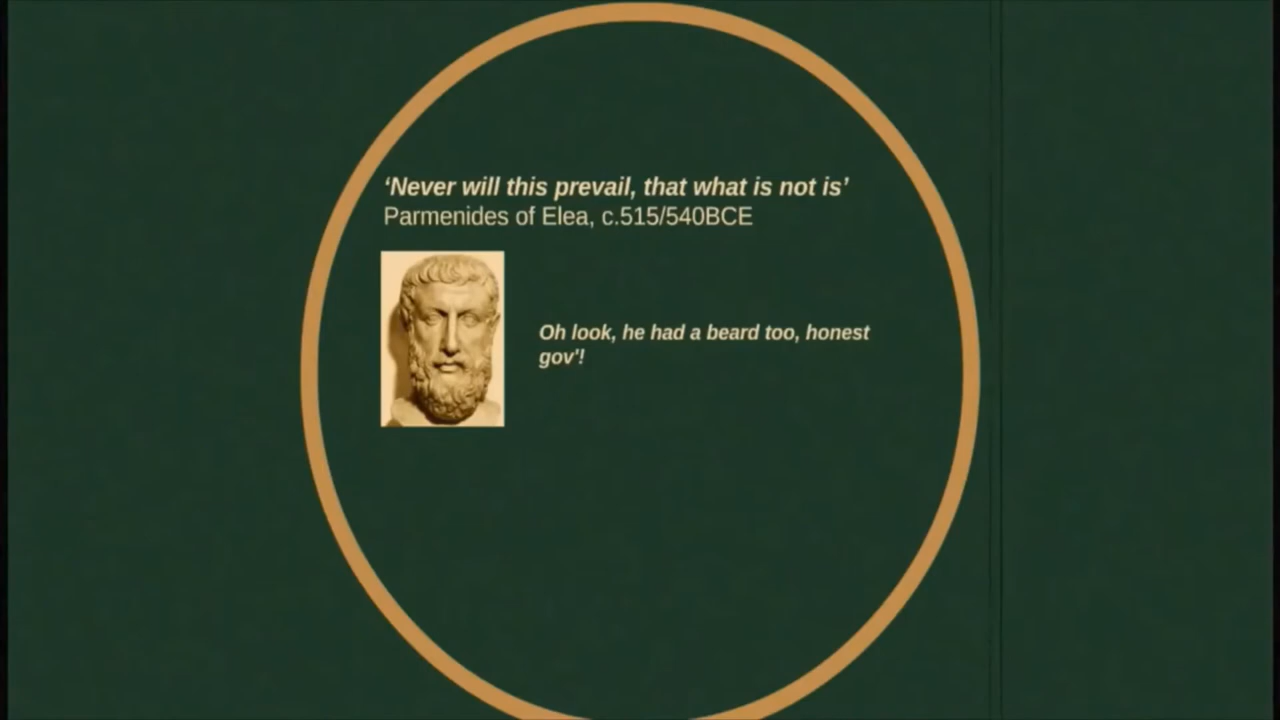 ‘Never will this prevail, that what is not is’
Parmenides of Elea, c.515/540BCE
Oh look, he had a beard too, honest
gov'!